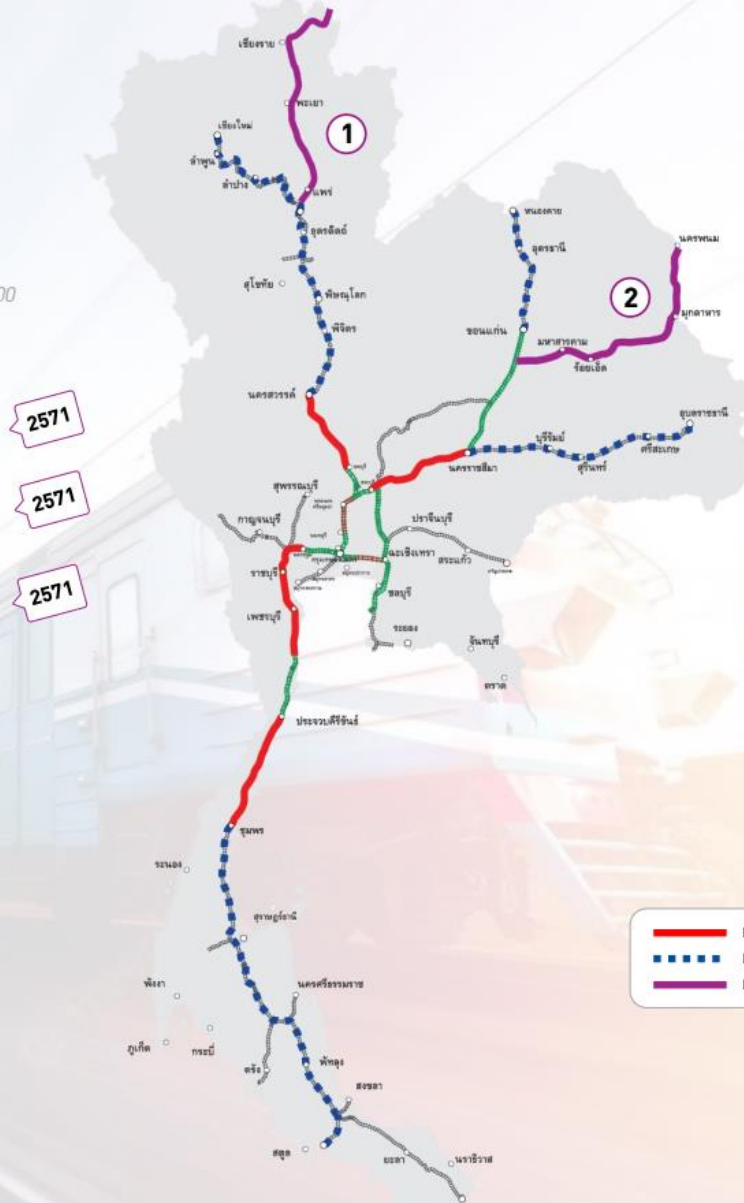 เชียงราย
พะเยา
1
เชียงใหม่
ลำพูน
ลำปาง
แพร่
อุตรดิตถ์
หนองคาย
นครพนม
อุดรธานี
สุโขทัย
พิษณุโลก
2
00
มุกดาหาร
พิจิตร
ขอนแก่น
มหาสารคาม
ร้อยเอ็ด
นครสวรรค์
2571
อุบลราชธานี
บุรีรัมย์
ศรีสะเกษ
นครราชสีมา
สุรินทร์
ลพบุรี
สุพรรณบุรี
2571
กาญจนบุรี
ปราจีนบุรี
ฉะเชิงเทรา
สระแก้ว
ราชบุรี
2571
ชลบุรี
เพชรบุรี
ระยอง
จันทบุรี
ตราด
ประจวบคีรีขันธ์
ชุมพร
ระนอง
สุราษฎร์ธานี
พังงา
นครศรีธรรมราช
ภูเก็ต
กระบี่
ตรัง
พัทลุง
สงขลา
สตูล
ยะลา
นราธิวาส